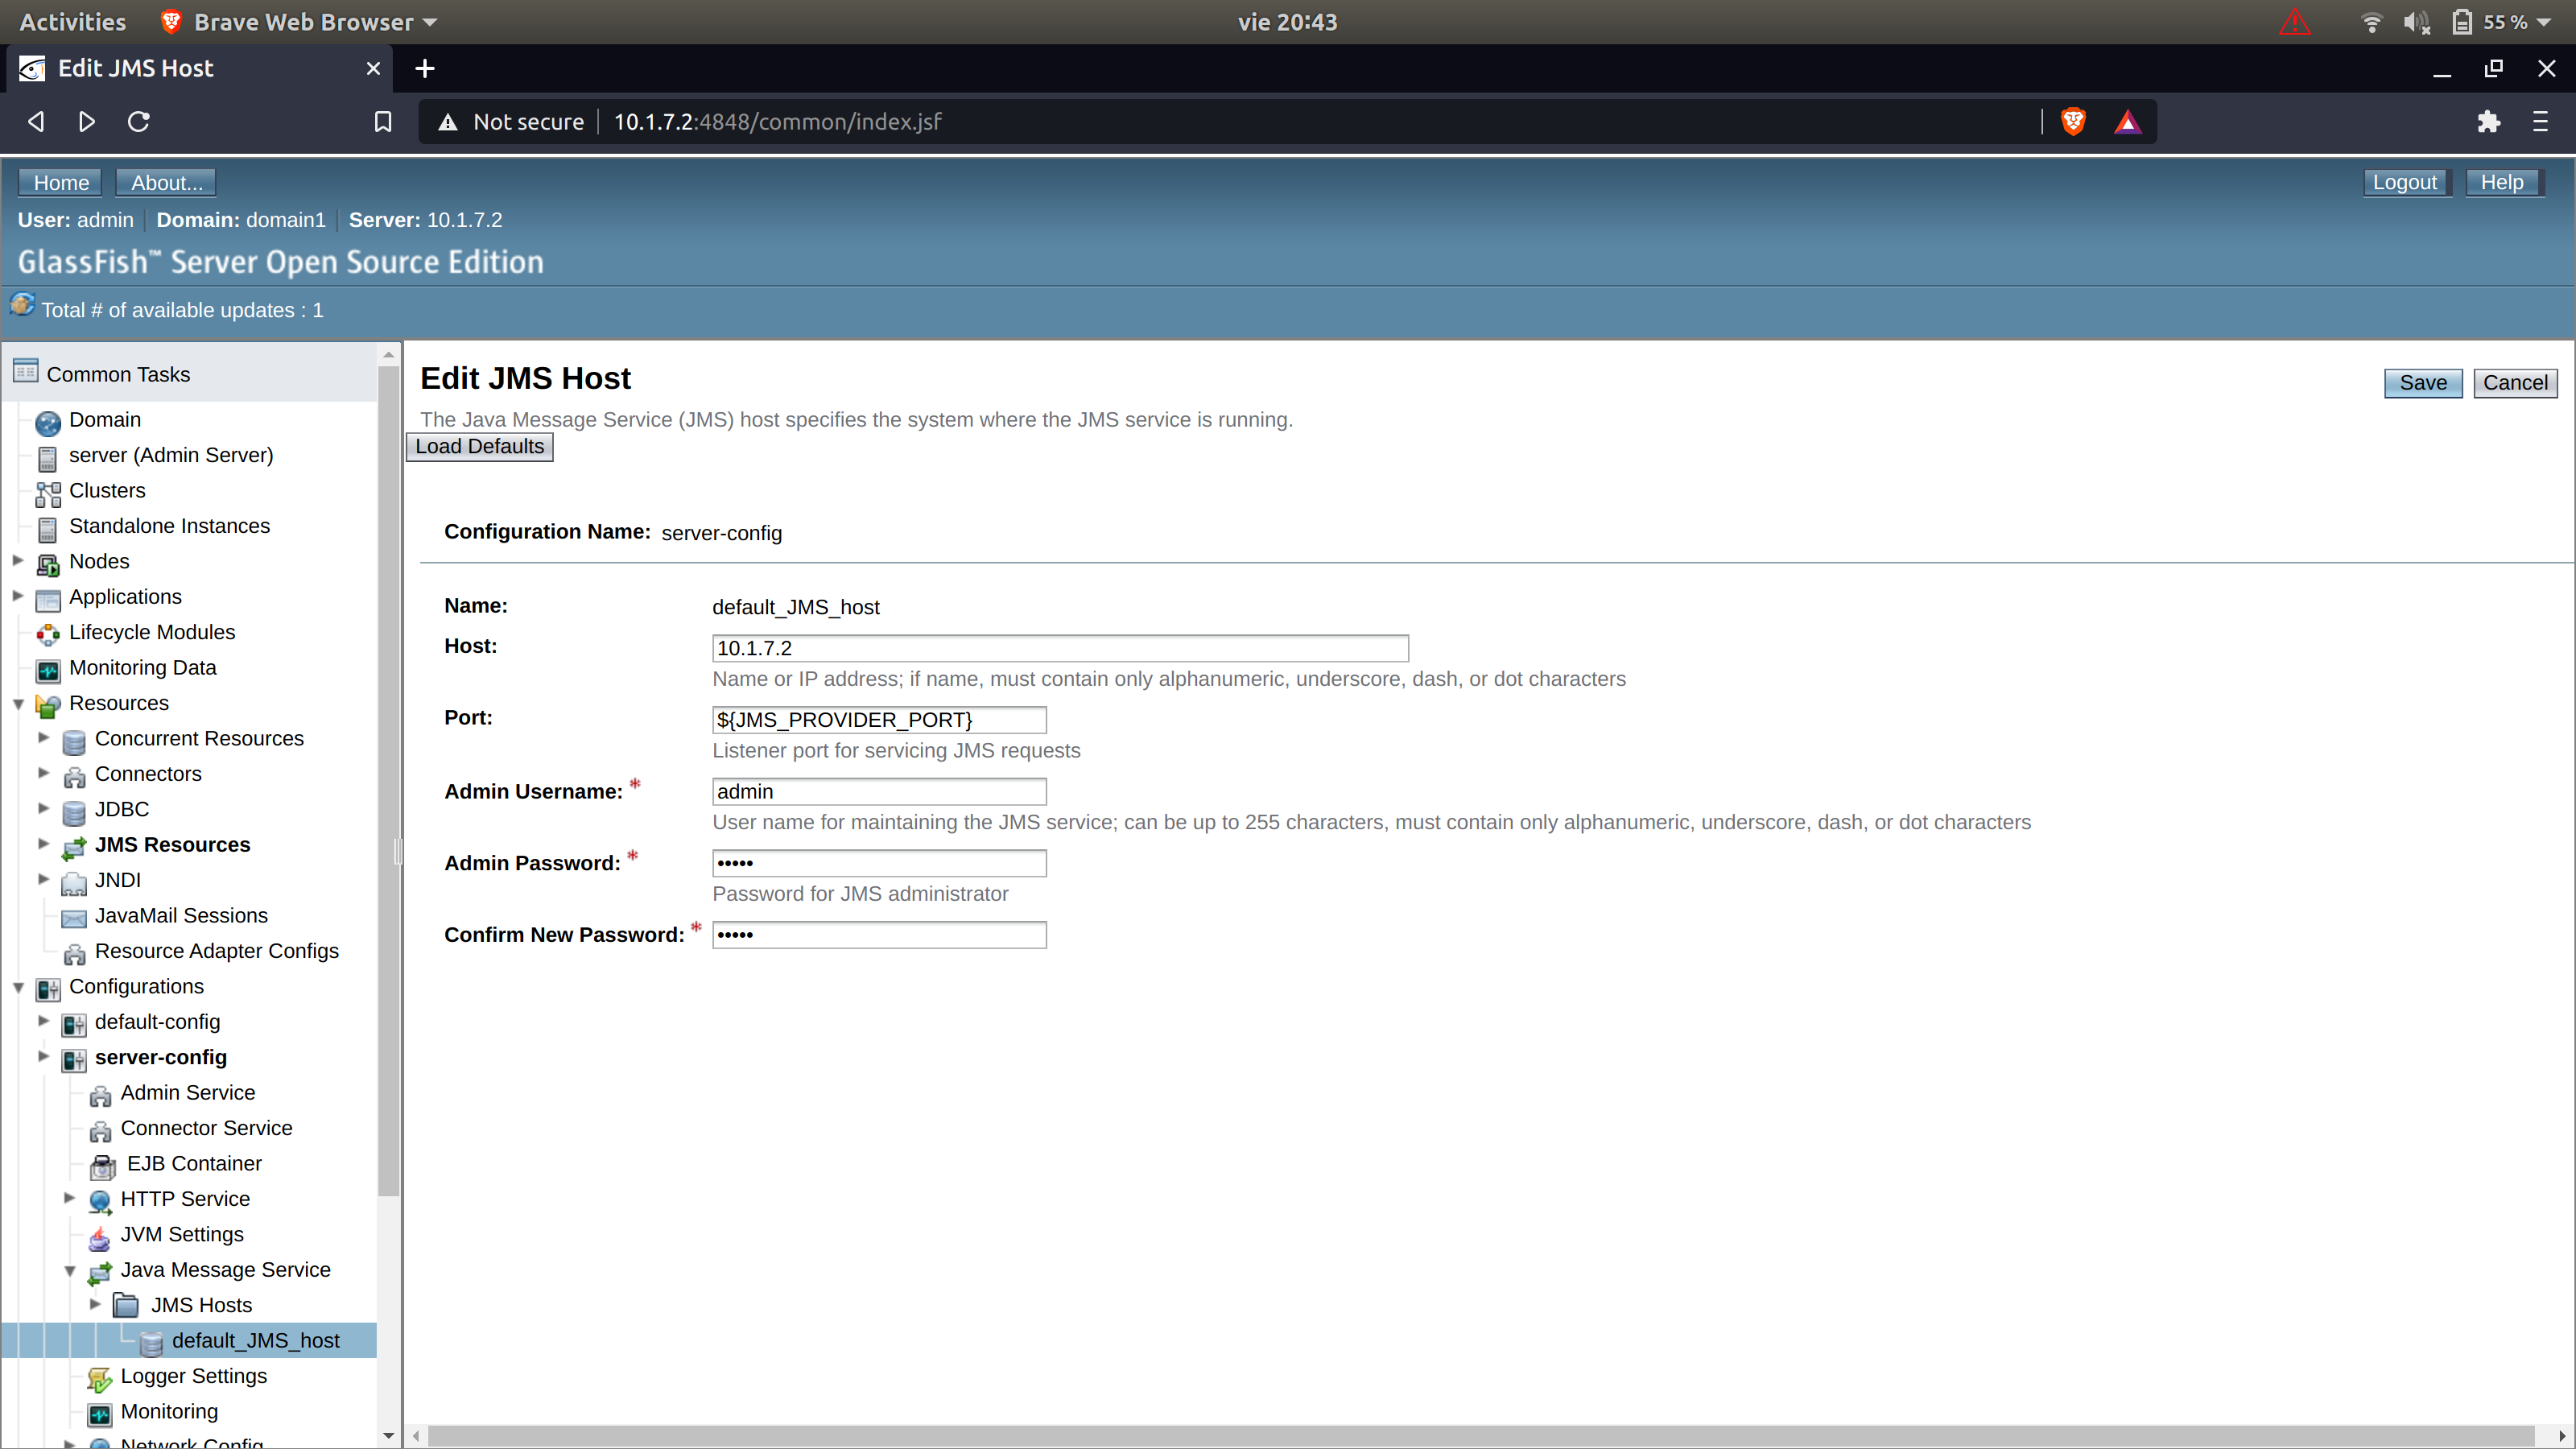 Activities Brave Web Browser vie 20:43 55 %
Edit JMS Host
Not secure 10.1.7.2:4848/common/index.jsf
Home About... Logout Help
User: admin Domain: domain1 Server: 10.1.7.2
GlassFish™ Server Open Source Edition
Total # of available updates : 1
Common Tasks
Domain
server (Admin Server)
Clusters
Standalone Instances
Nodes
Applications
Lifecycle Modules
Monitoring Data
Resources
Concurrent Resources
Connectors
JDBC
JMS Resources
JNDI
JavaMail Sessions
Resource Adapter Configs
Configurations
default-config
server-config
Admin Service
Connector Service
EJB Container
HTTP Service
JVM Settings
Java Message Service
JMS Hosts
default_JMS_host
Logger Settings
Monitoring
Network Config
Edit JMS Host
Save Cancel
The Java Message Service (JMS) host specifies the system where the JMS service is running.
Load Defaults
Configuration Name: server-config
Name: default_JMS_host
Host: 10.1.7.2
Name or IP address; if name, must contain only alphanumeric, underscore, dash, or dot characters
Port: ${JMS_PROVIDER_PORT}
Listener port for servicing JMS requests
Admin Username: * admin
User name for maintaining the JMS service; can be up to 255 characters, must contain only alphanumeric, underscore, dash, or dot characters
Admin Password: * •••••
Password for JMS administrator
Confirm New Password: * •••••